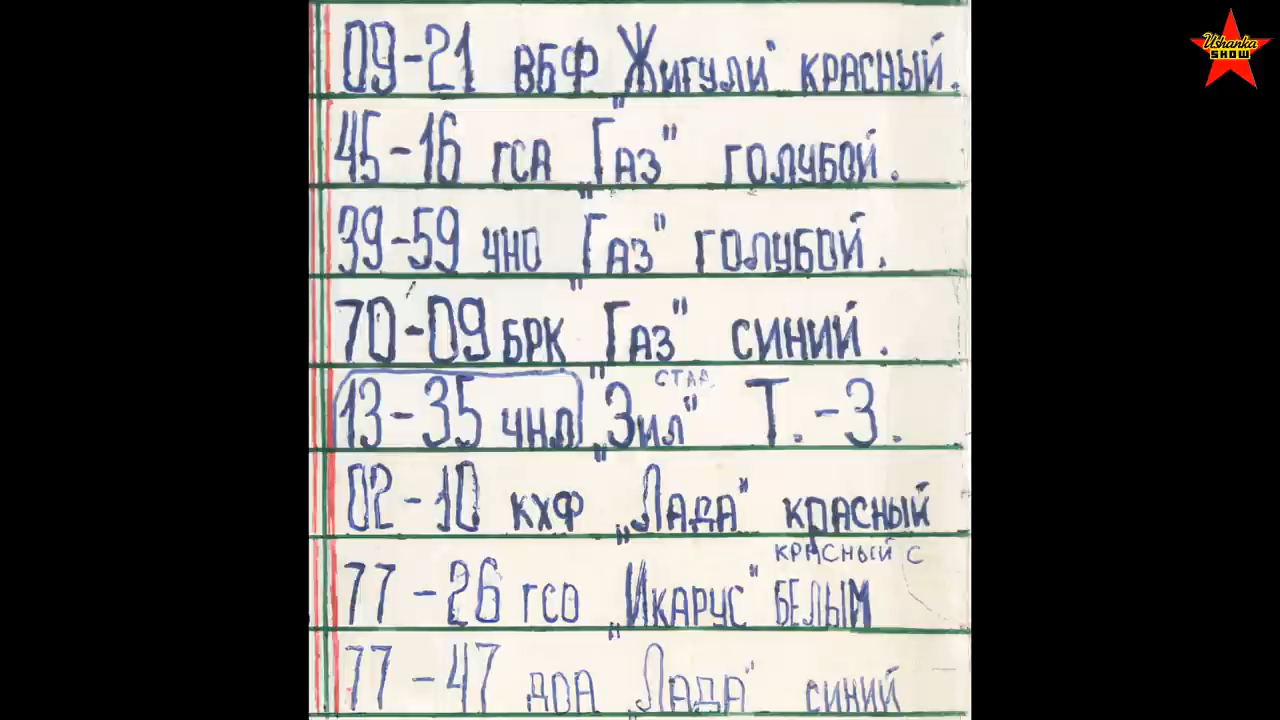 Ushanka
SHOW
09-21 ВБФ „Жигули" КРАСНЫЙ.
45-16 ГСА „Газ" ГОЛУБОЙ.
39-59 ЧНО „Газ" ГОЛУБОЙ.
70-09 БРК „Газ" СИНИЙ.
СТАР.
13-35 ЧНЛ „Зил" Т.-3.
02-10 КХФ „Лада" КРАСНЫЙ
КРАСНЫЙ С
77-26 ГСО „Икарус" БЕЛЫМ
77-47 ДОА „Лада" СИНИЙ